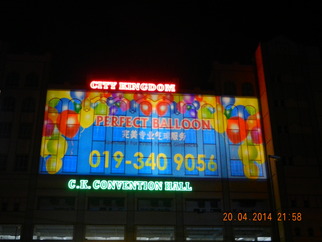 CITY KINGDOM
PERFECT BALLOON
完美专业气球服务
019-340 9056
C.K. CONVENTION HALL
20.04.2014 21:58